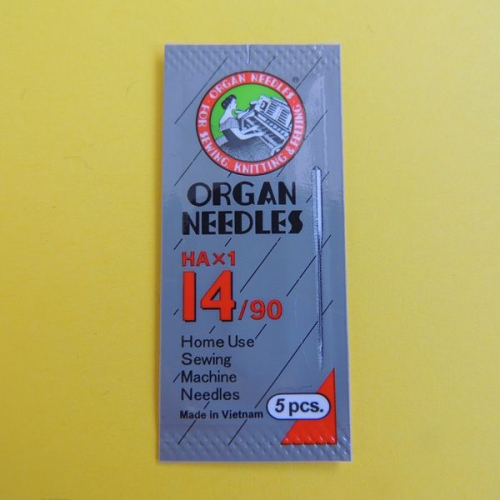 ORGAN NEEDLES
FOR SEWING, KNITTING & FELTING
®
ORGAN
NEEDLES
HA×1
14/90
Home Use
Sewing
Machine
Needles
Made in Vietnam
5 pcs.